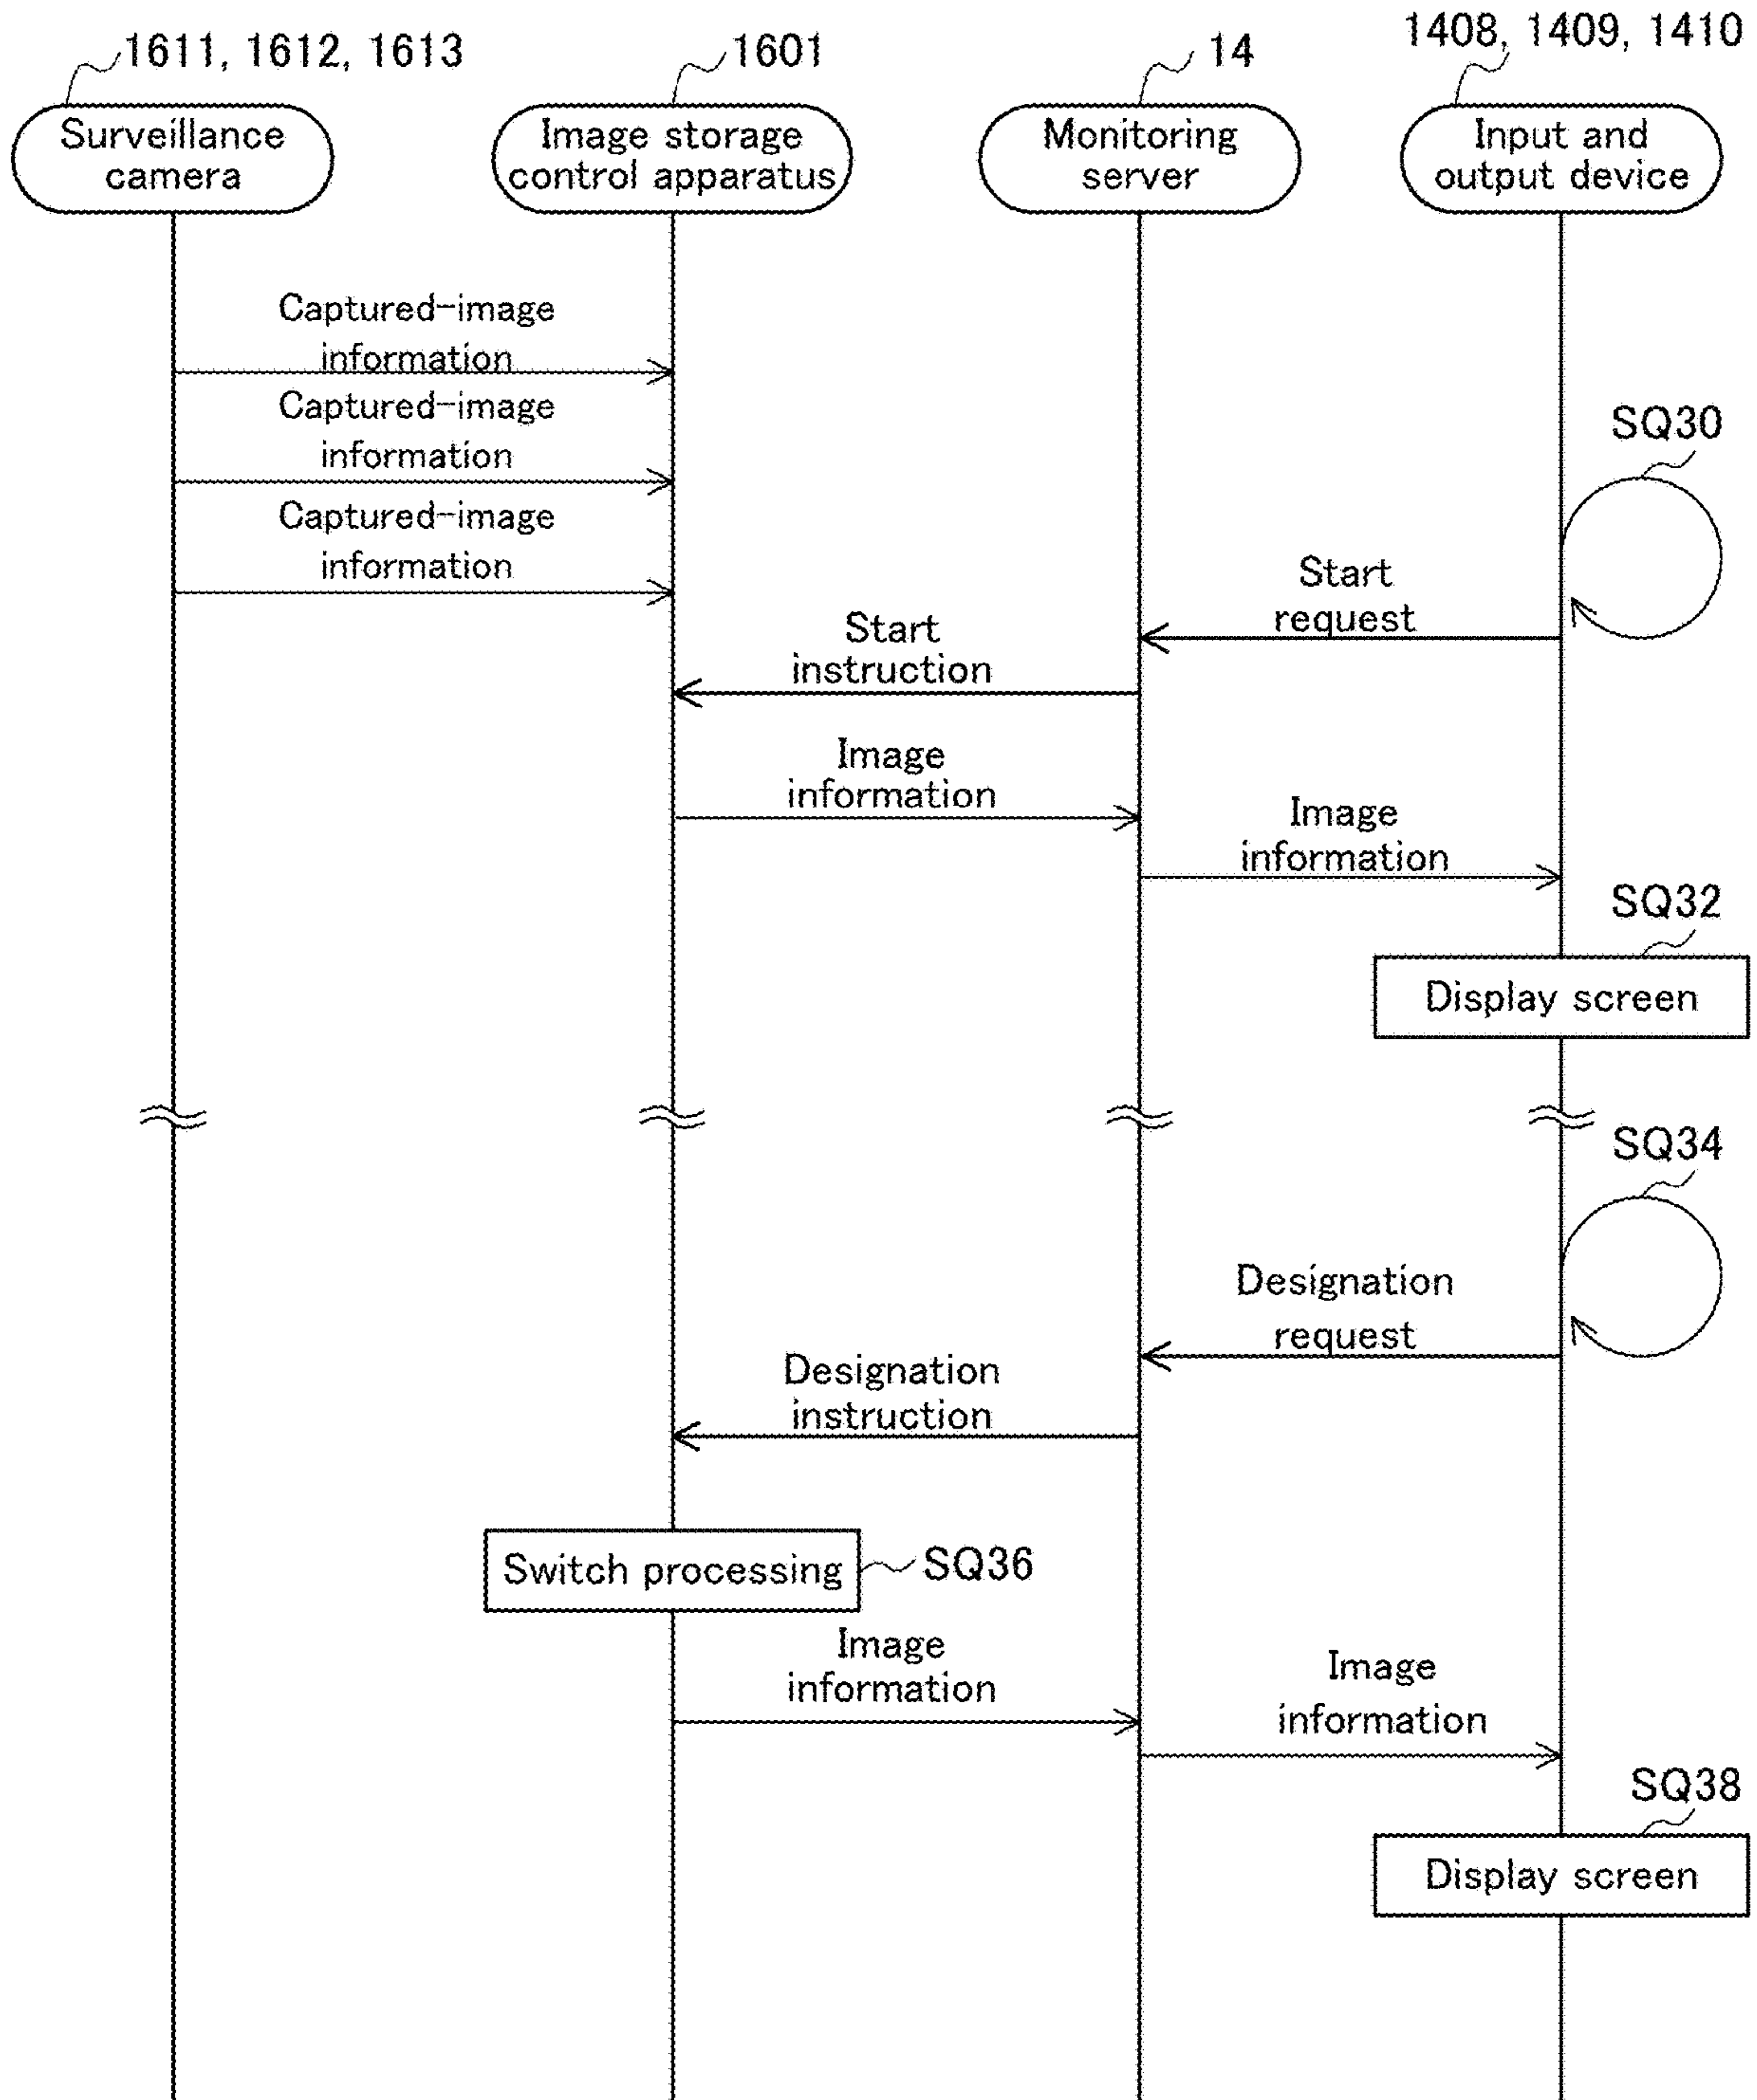 1611, 1612, 1613
1601
14
1408, 1409, 1410
Surveillance
camera
Image storage
control apparatus
Monitoring
server
Input and
output device
Captured-image
information
Captured-image
information
Captured-image
information
SQ30
Start
request
Start
instruction
Image
information
Image
information
SQ32
Display screen
SQ34
Designation
request
Designation
instruction
Switch processing
SQ36
Image
information
Image
information
SQ38
Display screen